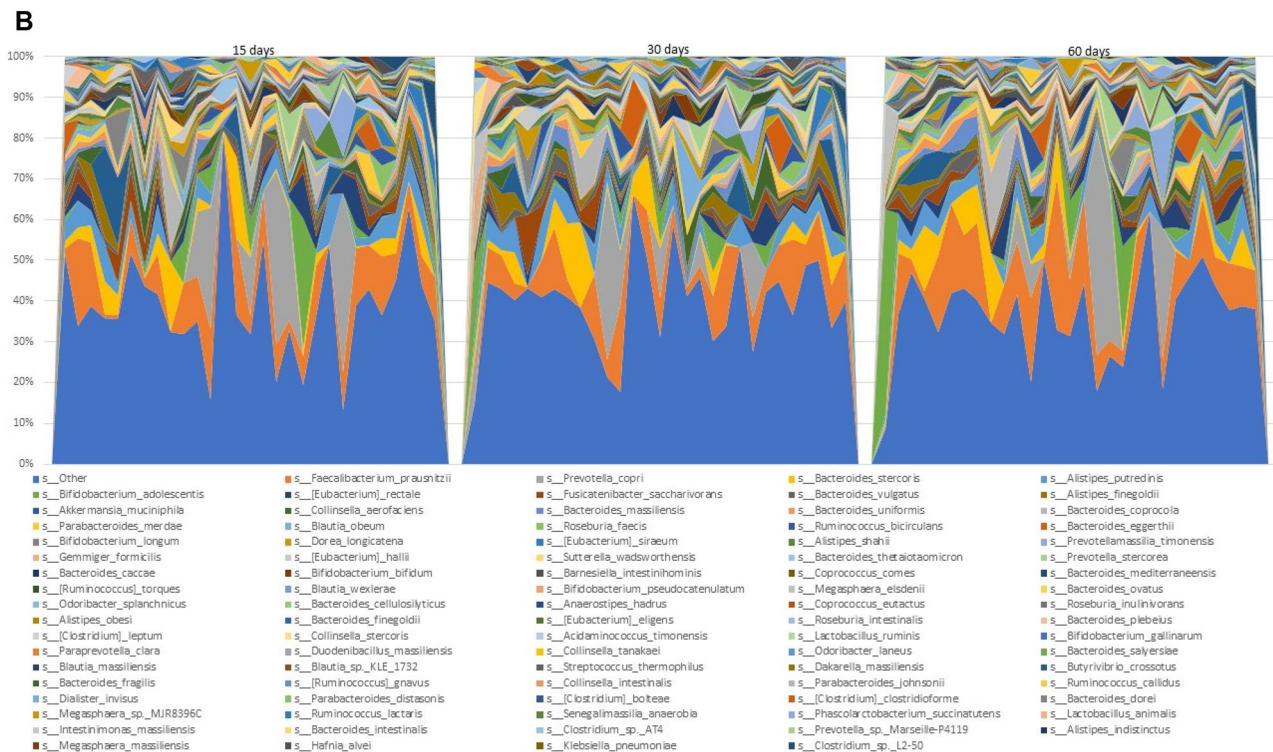 B
15 days 30 days 60 days
100%
90%
80%
70%
60%
50%
40%
30%
20%
10%
0%
s__Other s__Faecalibacterium_prausnitzii s__Prevotella_copri s__Bacteroides_stercoris s__Alistipes_putredinis
s__Bifidobacterium_adolescentis s__[Eubacterium]_rectale s__Fusicatenibacter_saccharivorans s__Bacteroides_vulgatus s__Alistipes_finegoldii
s__Akkermansia_muciniphila s__Collinsella_aerofaciens s__Bacteroides_massiliensis s__Bacteroides_uniformis s__Bacteroides_coprocola
s__Parabacteroides_merdae s__Blautia_obeum s__Roseburia_faecis s__Ruminococcus_bicirculans s__Bacteroides_eggerthii
s__Bifidobacterium_longum s__Dorea_longicatena s__[Eubacterium]_siraeum s__Alistipes_shahii s__Prevotellamassilia_timonensis
s__Gemmiger_formicilis s__[Eubacterium]_hallii s__Sutterella_wadsworthensis s__Bacteroides_thetaiotaomicron s__Prevotella_stercorea
s__Bacteroides_caccae s__Bifidobacterium_bifidum s__Barnesiella_intestinihominis s__Coprococcus_comes s__Bacteroides_mediterraneensis
s__[Ruminococcus]_torques s__Blautia_wexlerae s__Bifidobacterium_pseudocatenulatum s__Megasphaera_elsdenii s__Bacteroides_ovatus
s__Odoribacter_splanchnicus s__Bacteroides_cellulosilyticus s__Anaerostipes_hadrus s__Coprococcus_eutactus s__Roseburia_inulinivorans
s__Alistipes_obesi s__Bacteroides_finegoldii s__[Eubacterium]_eligens s__Roseburia_intestinalis s__Bacteroides_plebeius
s__[Clostridium]_leptum s__Collinsella_stercoris s__Acidaminococcus_timonensis s__Lactobacillus_ruminis s__Bifidobacterium_gallinarum
s__Paraprevotella_clara s__Duodenibacillus_massiliensis s__Collinsella_tanakaei s__Odoribacter_laneus s__Bacteroides_salyersiae
s__Blautia_massiliensis s__Blautia_sp._KLE_1732 s__Streptococcus_thermophilus s__Dakarella_massiliensis s__Butyrivibrio_crossotus
s__Bacteroides_fragilis s__[Ruminococcus]_gnavus s__Collinsella_intestinalis s__Parabacteroides_johnsonii s__Ruminococcus_callidus
s__Dialister_invisus s__Parabacteroides_distasonis s__[Clostridium]_bolteae s__[Clostridium]_clostridioforme s__Bacteroides_dorei
s__Megasphaera_sp._MJR8396C s__Ruminococcus_lactaris s__Senegalimassilia_anaerobia s__Phascolarctobacterium_succinatutens s__Lactobacillus_animalis
s__Intestinimonas_massiliensis s__Bacteroides_intestinalis s__Clostridium_sp._AT4 s__Prevotella_sp._Marseille-P4119 s__Alistipes_indistinctus
s__Megasphaera_massiliensis s__Hafnia_alvei s__Klebsiella_pneumoniae s__Clostridium_sp._L2-50